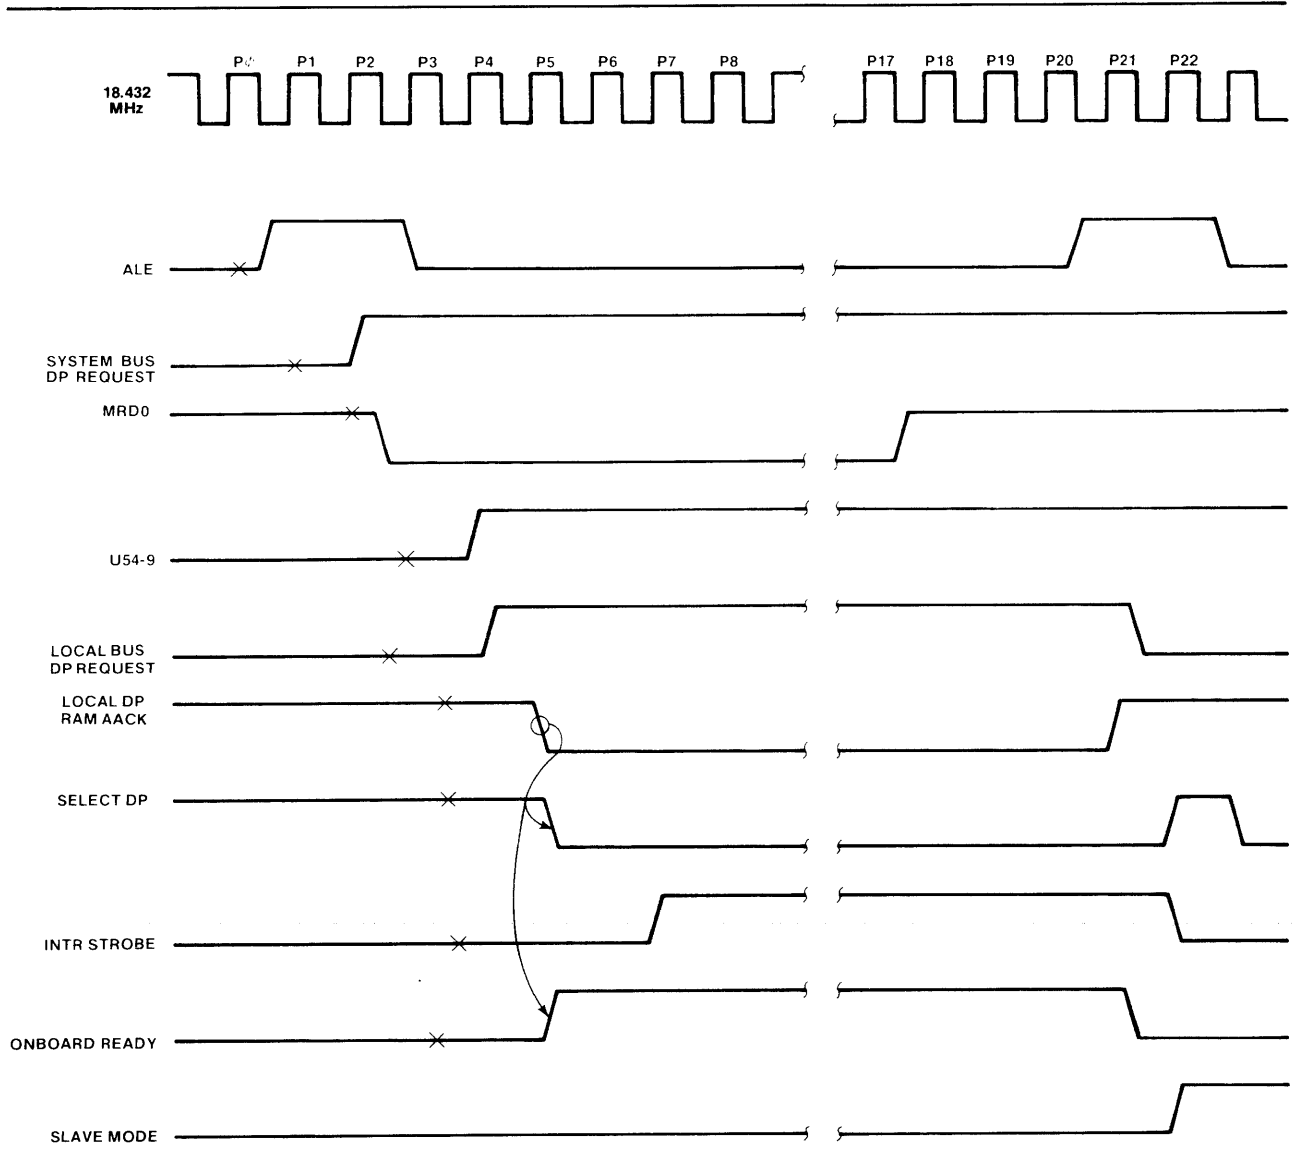 PØ P1 P2 P3 P4 P5 P6 P7 P8 P17 P18 P19 P20 P21 P22
18.432
MHz
ALE
SYSTEM BUS
DP REQUEST
MRD0
U54-9
LOCAL BUS
DP REQUEST
LOCAL DP
RAM AACK
SELECT DP
INTR STROBE
ONBOARD READY
SLAVE MODE